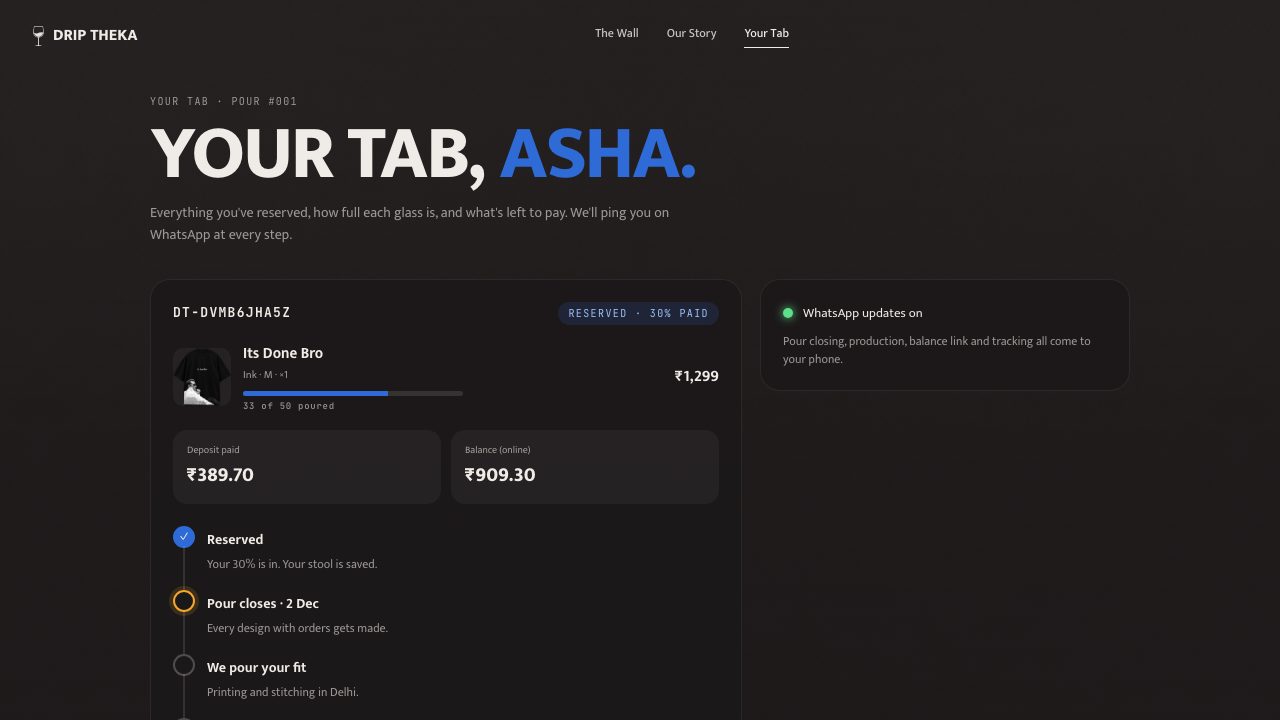 DRIP THEKA
The Wall
Our Story
Your Tab
YOUR TAB · POUR #001
YOUR TAB, ASHA.
Everything you've reserved, how full each glass is, and what's left to pay. We'll ping you on
WhatsApp at every step.
DT-DVMB6JHA5Z
RESERVED · 30% PAID
Its Done Bro
Ink · M · ×1
₹1,299
33 of 50 poured
Deposit paid
₹389.70
Balance (online)
₹909.30
Reserved
Your 30% is in. Your stool is saved.
Pour closes · 2 Dec
Every design with orders gets made.
We pour your fit
Printing and stitching in Delhi.
WhatsApp updates on
Pour closing, production, balance link and tracking all come to
your phone.